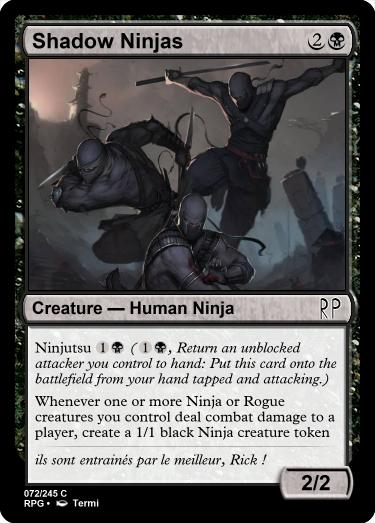 Shadow Ninjas 2
Creature — Human Ninja RP
Ninjutsu 1 ( 1 , Return an unblocked
attacker you control to hand: Put this card onto the
battlefield from your hand tapped and attacking.)
Whenever one or more Ninja or Rogue
creatures you control deal combat damage to a
player, create a 1/1 black Ninja creature token
ils sont entrainés par le meilleur, Rick !
2/2
072/245 C
RPG • Termi